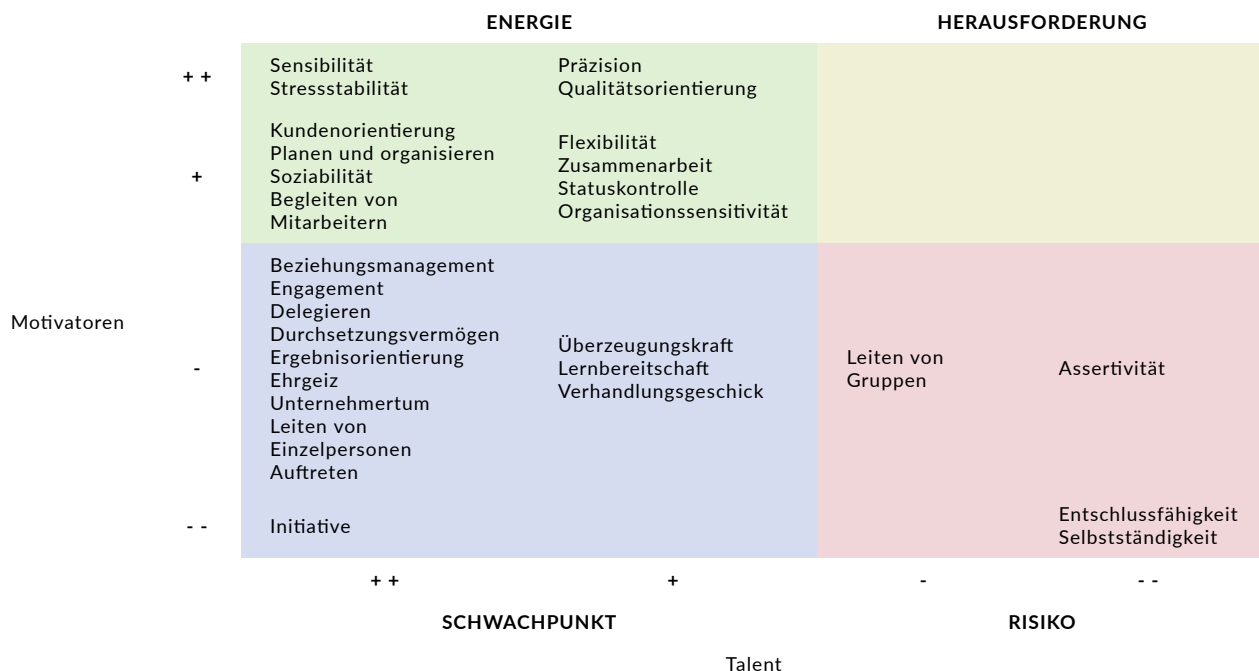 ENERGIE
HERAUSFORDERUNG
+ +
Sensibilität
Stressstabilität
Präzision
Qualitätsorientierung
+
Kundenorientierung
Planen und organisieren
Soziabilität
Begleiten von
Mitarbeitern
Flexibilität
Zusammenarbeit
Statuskontrolle
Organisationssensitivität
Motivatoren
-
Beziehungsmanagement
Engagement
Delegieren
Durchsetzungsvermögen
Ergebnisorientierung
Ehrgeiz
Unternehmertum
Leiten von
Einzelpersonen
Auftreten
Überzeugungskraft
Lernbereitschaft
Verhandlungsgeschick
Leiten von
Gruppen
Assertivität
- -
Initiative
Entschlussfähigkeit
Selbstständigkeit
+ +
+
-
- -
SCHWACHPUNKT
RISIKO
Talent